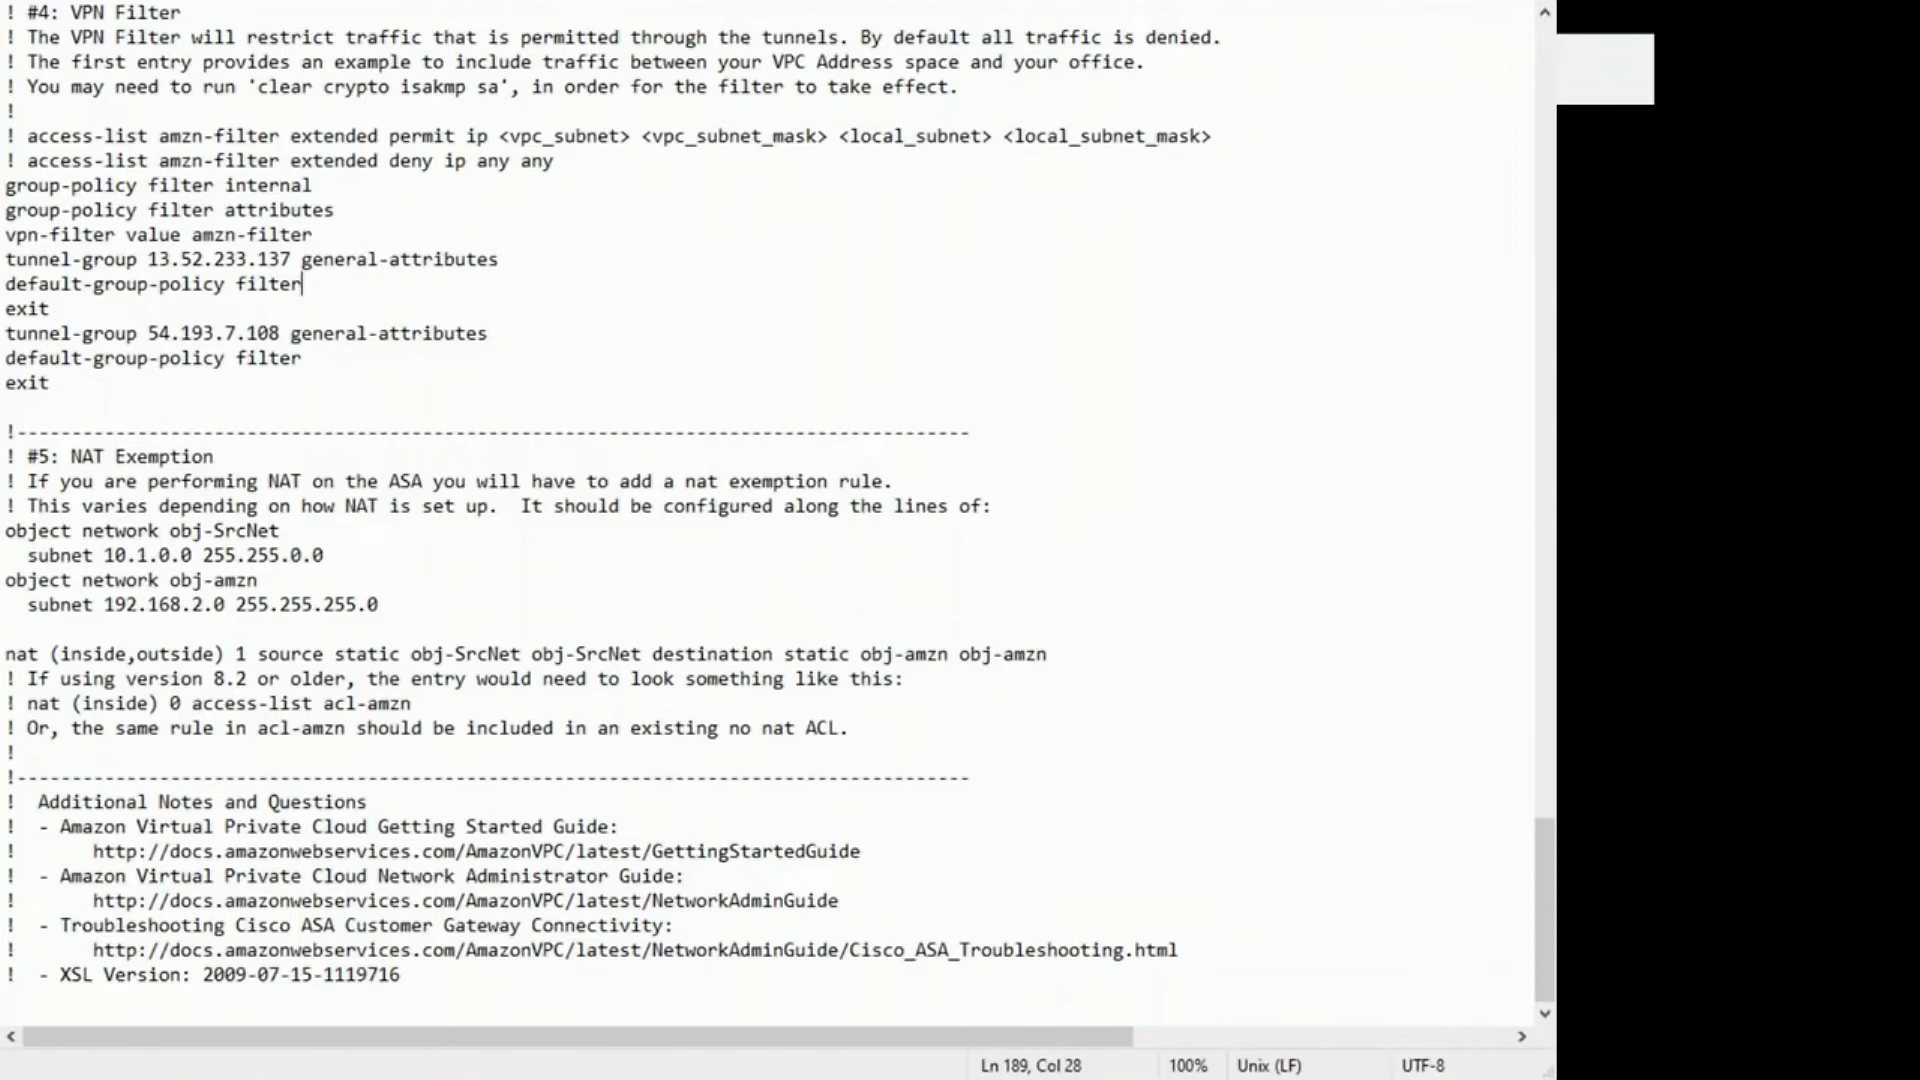 ! #4: VPN Filter
! The VPN Filter will restrict traffic that is permitted through the tunnels. By default all traffic is denied.
! The first entry provides an example to include traffic between your VPC Address space and your office.
! You may need to run 'clear crypto isakmp sa', in order for the filter to take effect.
!
! access-list amzn-filter extended permit ip <vpc_subnet> <vpc_subnet_mask> <local_subnet> <local_subnet_mask>
! access-list amzn-filter extended deny ip any any
group-policy filter internal
group-policy filter attributes
vpn-filter value amzn-filter
tunnel-group 13.52.233.137 general-attributes
default-group-policy filter
exit
tunnel-group 54.193.7.108 general-attributes
default-group-policy filter
exit
!---------------------------------------------------------------------------------------
! #5: NAT Exemption
! If you are performing NAT on the ASA you will have to add a nat exemption rule.
! This varies depending on how NAT is set up.  It should be configured along the lines of:
object network obj-SrcNet
  subnet 10.1.0.0 255.255.0.0
object network obj-amzn
  subnet 192.168.2.0 255.255.255.0
nat (inside,outside) 1 source static obj-SrcNet obj-SrcNet destination static obj-amzn obj-amzn
! If using version 8.2 or older, the entry would need to look something like this:
! nat (inside) 0 access-list acl-amzn
! Or, the same rule in acl-amzn should be included in an existing no nat ACL.
!
!---------------------------------------------------------------------------------------
!  Additional Notes and Questions
!  - Amazon Virtual Private Cloud Getting Started Guide:
!       http://docs.amazonwebservices.com/AmazonVPC/latest/GettingStartedGuide
!  - Amazon Virtual Private Cloud Network Administrator Guide:
!       http://docs.amazonwebservices.com/AmazonVPC/latest/NetworkAdminGuide
!  - Troubleshooting Cisco ASA Customer Gateway Connectivity:
!       http://docs.amazonwebservices.com/AmazonVPC/latest/NetworkAdminGuide/Cisco_ASA_Troubleshooting.html
!  - XSL Version: 2009-07-15-1119716
Ln 189, Col 28 100% Unix (LF) UTF-8